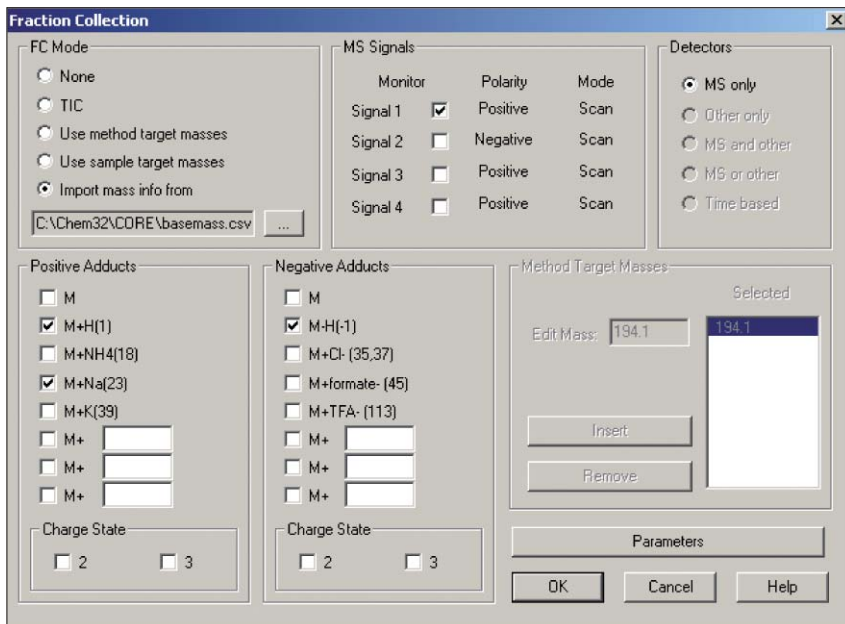 Fraction Collection
FC Mode
None
TIC
Use method target masses
Use sample target masses
Import mass info from
C:\Chem32\CORE\basemass.csv ...
MS Signals
Monitor Polarity Mode
Signal 1 Positive Scan
Signal 2 Negative Scan
Signal 3 Positive Scan
Signal 4 Positive Scan
Detectors
MS only
Other only
MS and other
MS or other
Time based
Positive Adducts
M
M+H(1)
M+NH4(18)
M+Na(23)
M+K(39)
M+
M+
M+
Charge State
2 3
Negative Adducts
M
M-H(-1)
M+Cl- (35,37)
M+formate- (45)
M+TFA- (113)
M+
M+
M+
Charge State
2 3
Method Target Masses
Selected
Edit Mass: 194.1 194.1
Insert
Remove
Parameters
OK Cancel Help